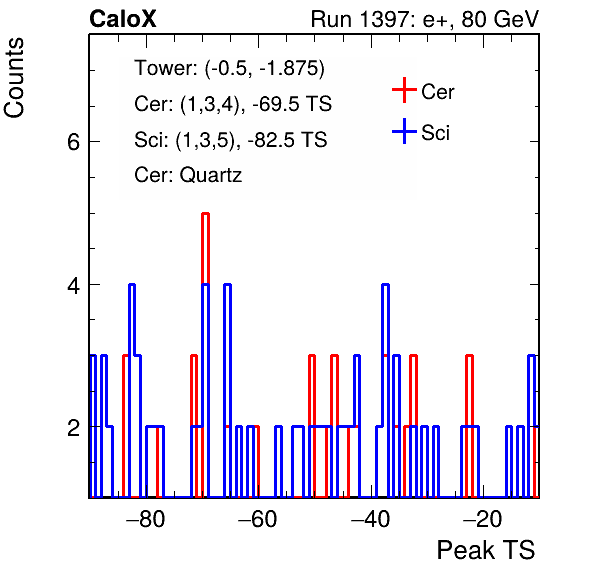 CaloX Run 1397: e+, 80 GeV
Counts
Tower: (-0.5, -1.875)
Cer: (1,3,4), -69.5 TS
Sci: (1,3,5), -82.5 TS
Cer: Quartz
Cer
Sci
6
4
2
−80 −60 −40 −20
Peak TS